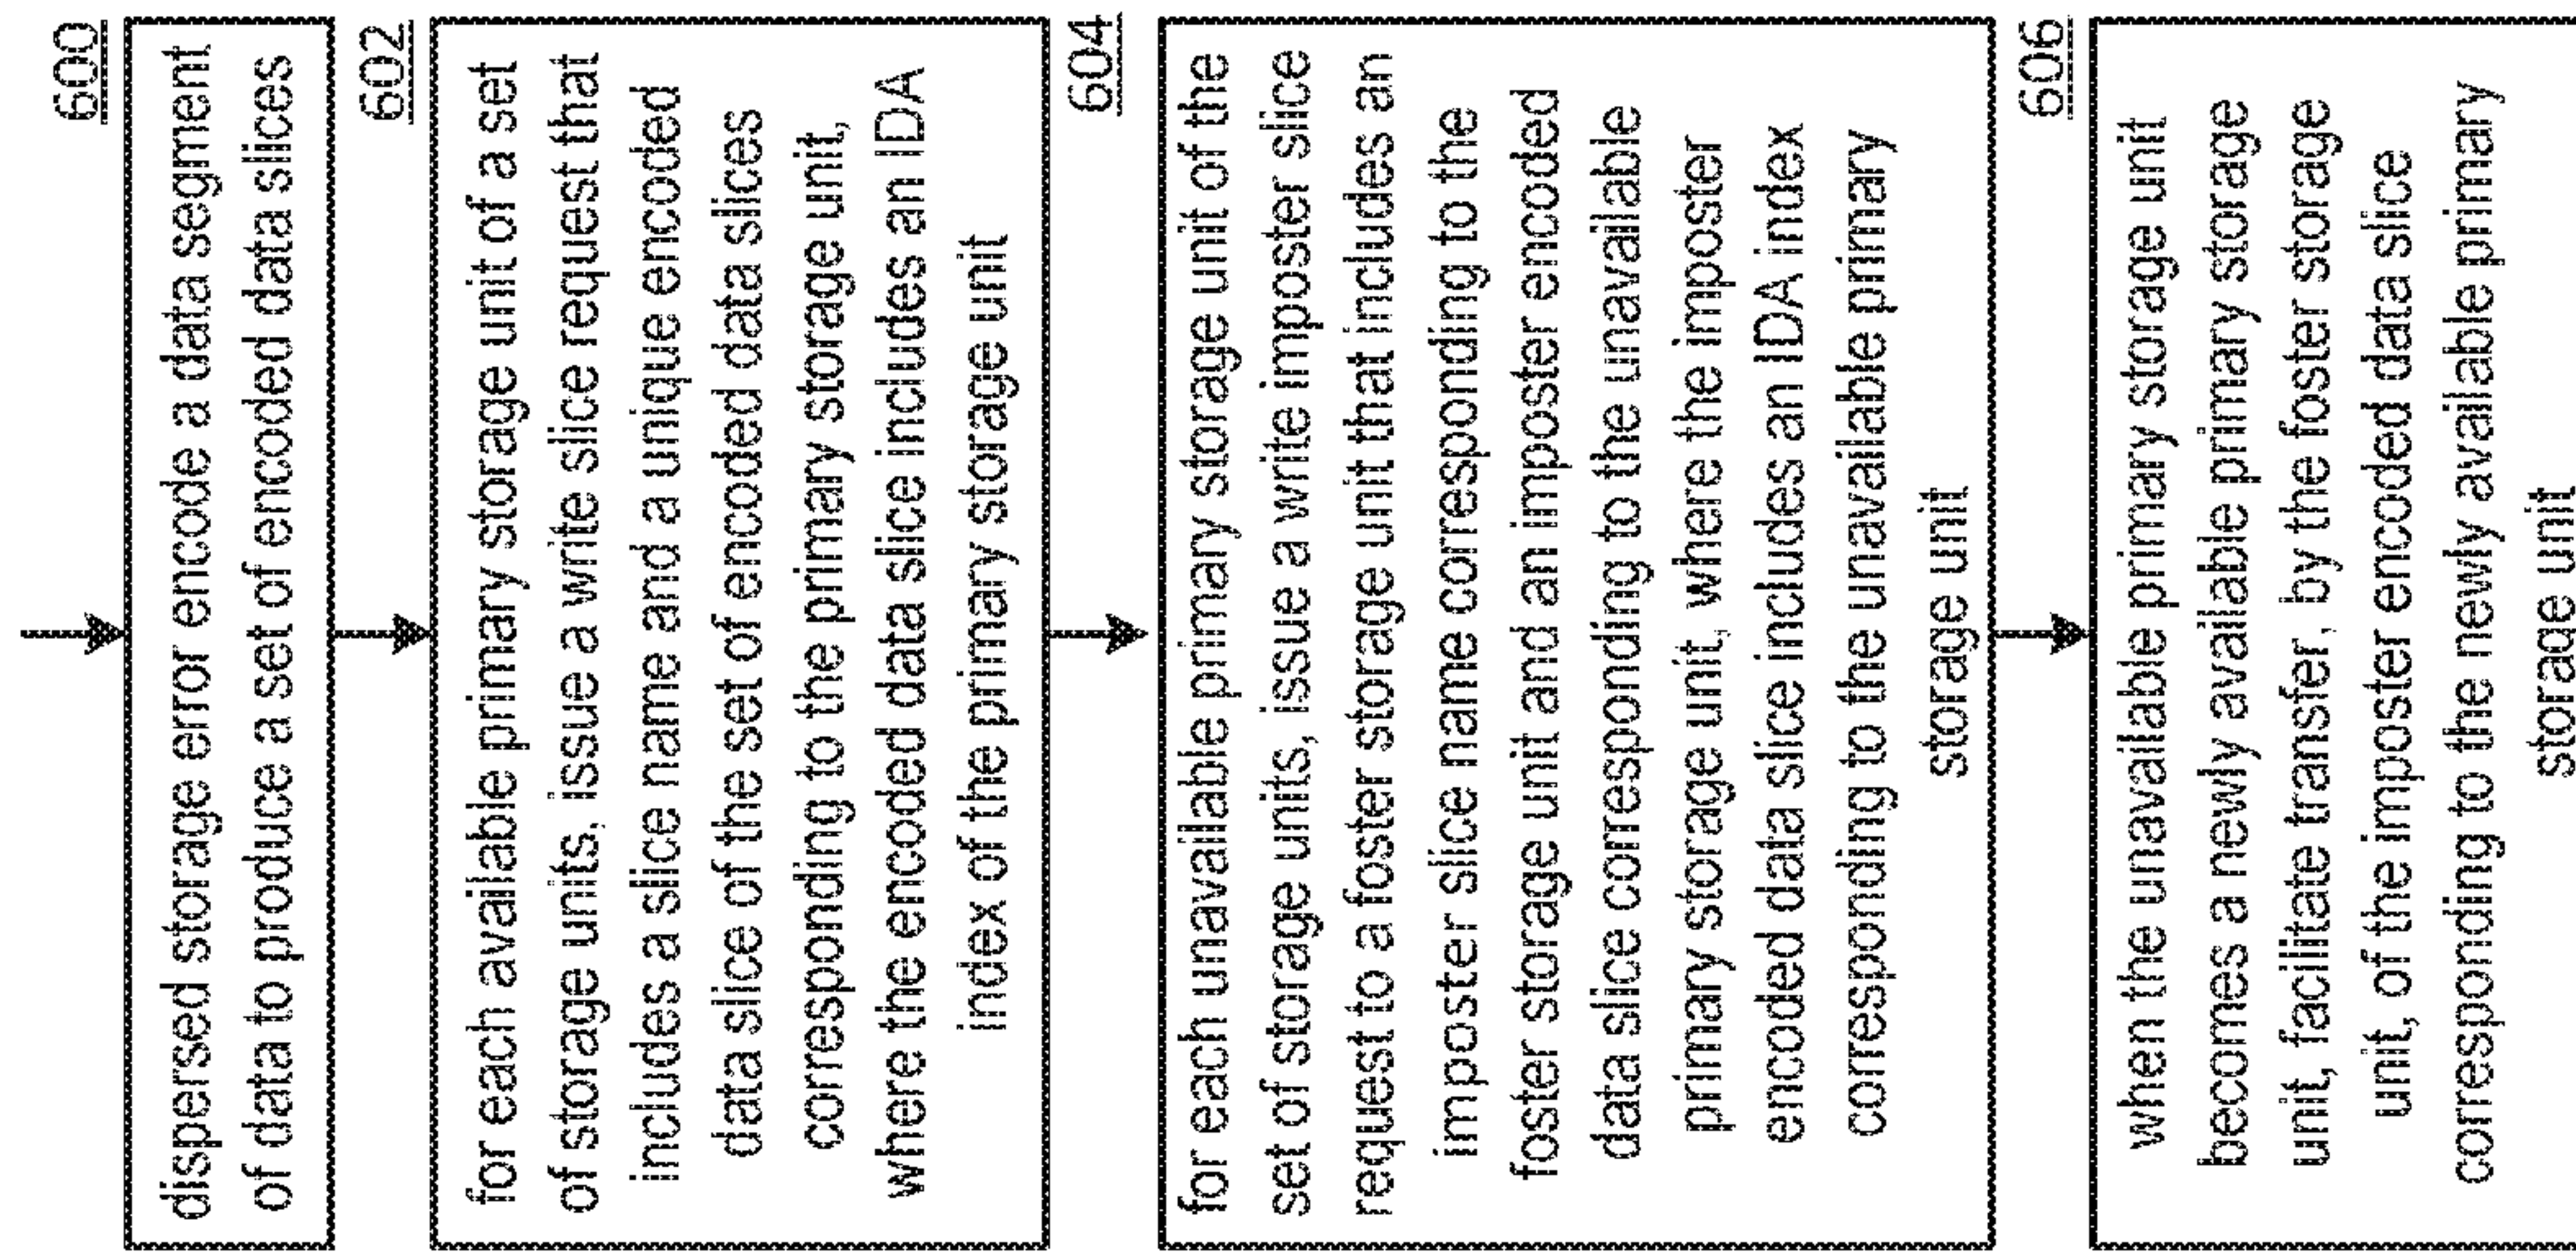 600
dispersed storage error encode a data segment
of data to produce a set of encoded data slices
602
for each available primary storage unit of a set
of storage units, issue a write slice request that
includes a slice name and a unique encoded
data slice of the set of encoded data slices
corresponding to the primary storage unit,
where the encoded data slice includes an IDA
index of the primary storage unit
604
for each unavailable primary storage unit of the
set of storage units, issue a write imposter slice
request to a foster storage unit that includes an
imposter slice name corresponding to the
foster storage unit and an imposter encoded
data slice corresponding to the unavailable
primary storage unit, where the imposter
encoded data slice includes an IDA index
corresponding to the unavailable primary
storage unit
606
when the unavailable primary storage unit
becomes a newly available primary storage
unit, facilitate transfer, by the foster storage
unit, of the imposter encoded data slice
corresponding to the newly available primary
storage unit